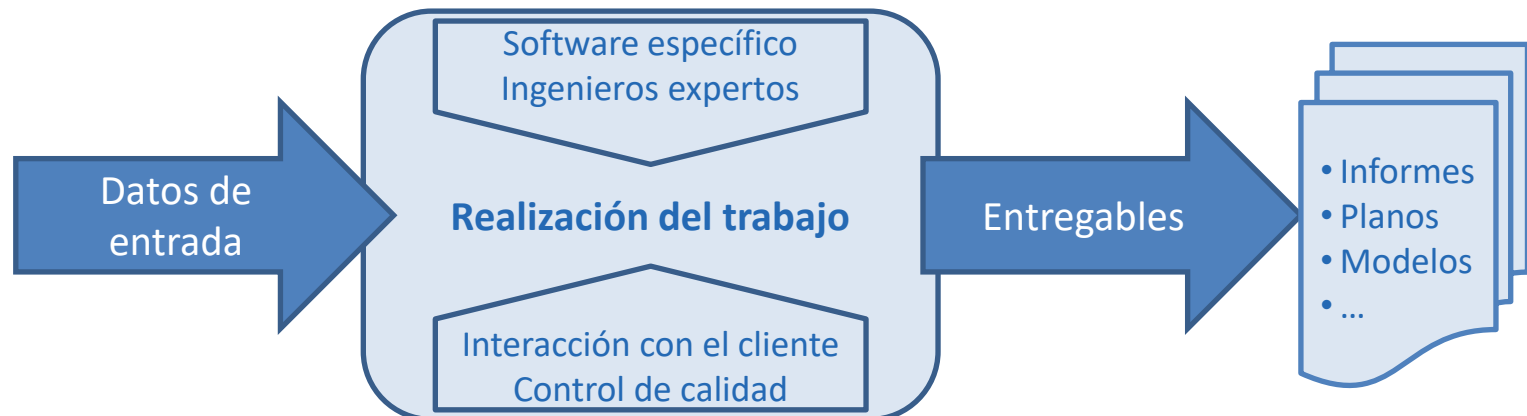 Datos de
entrada
Software específico
Ingenieros expertos
Realización del trabajo
Interacción con el cliente
Control de calidad
Entregables
• Informes
• Planos
• Modelos
• ...